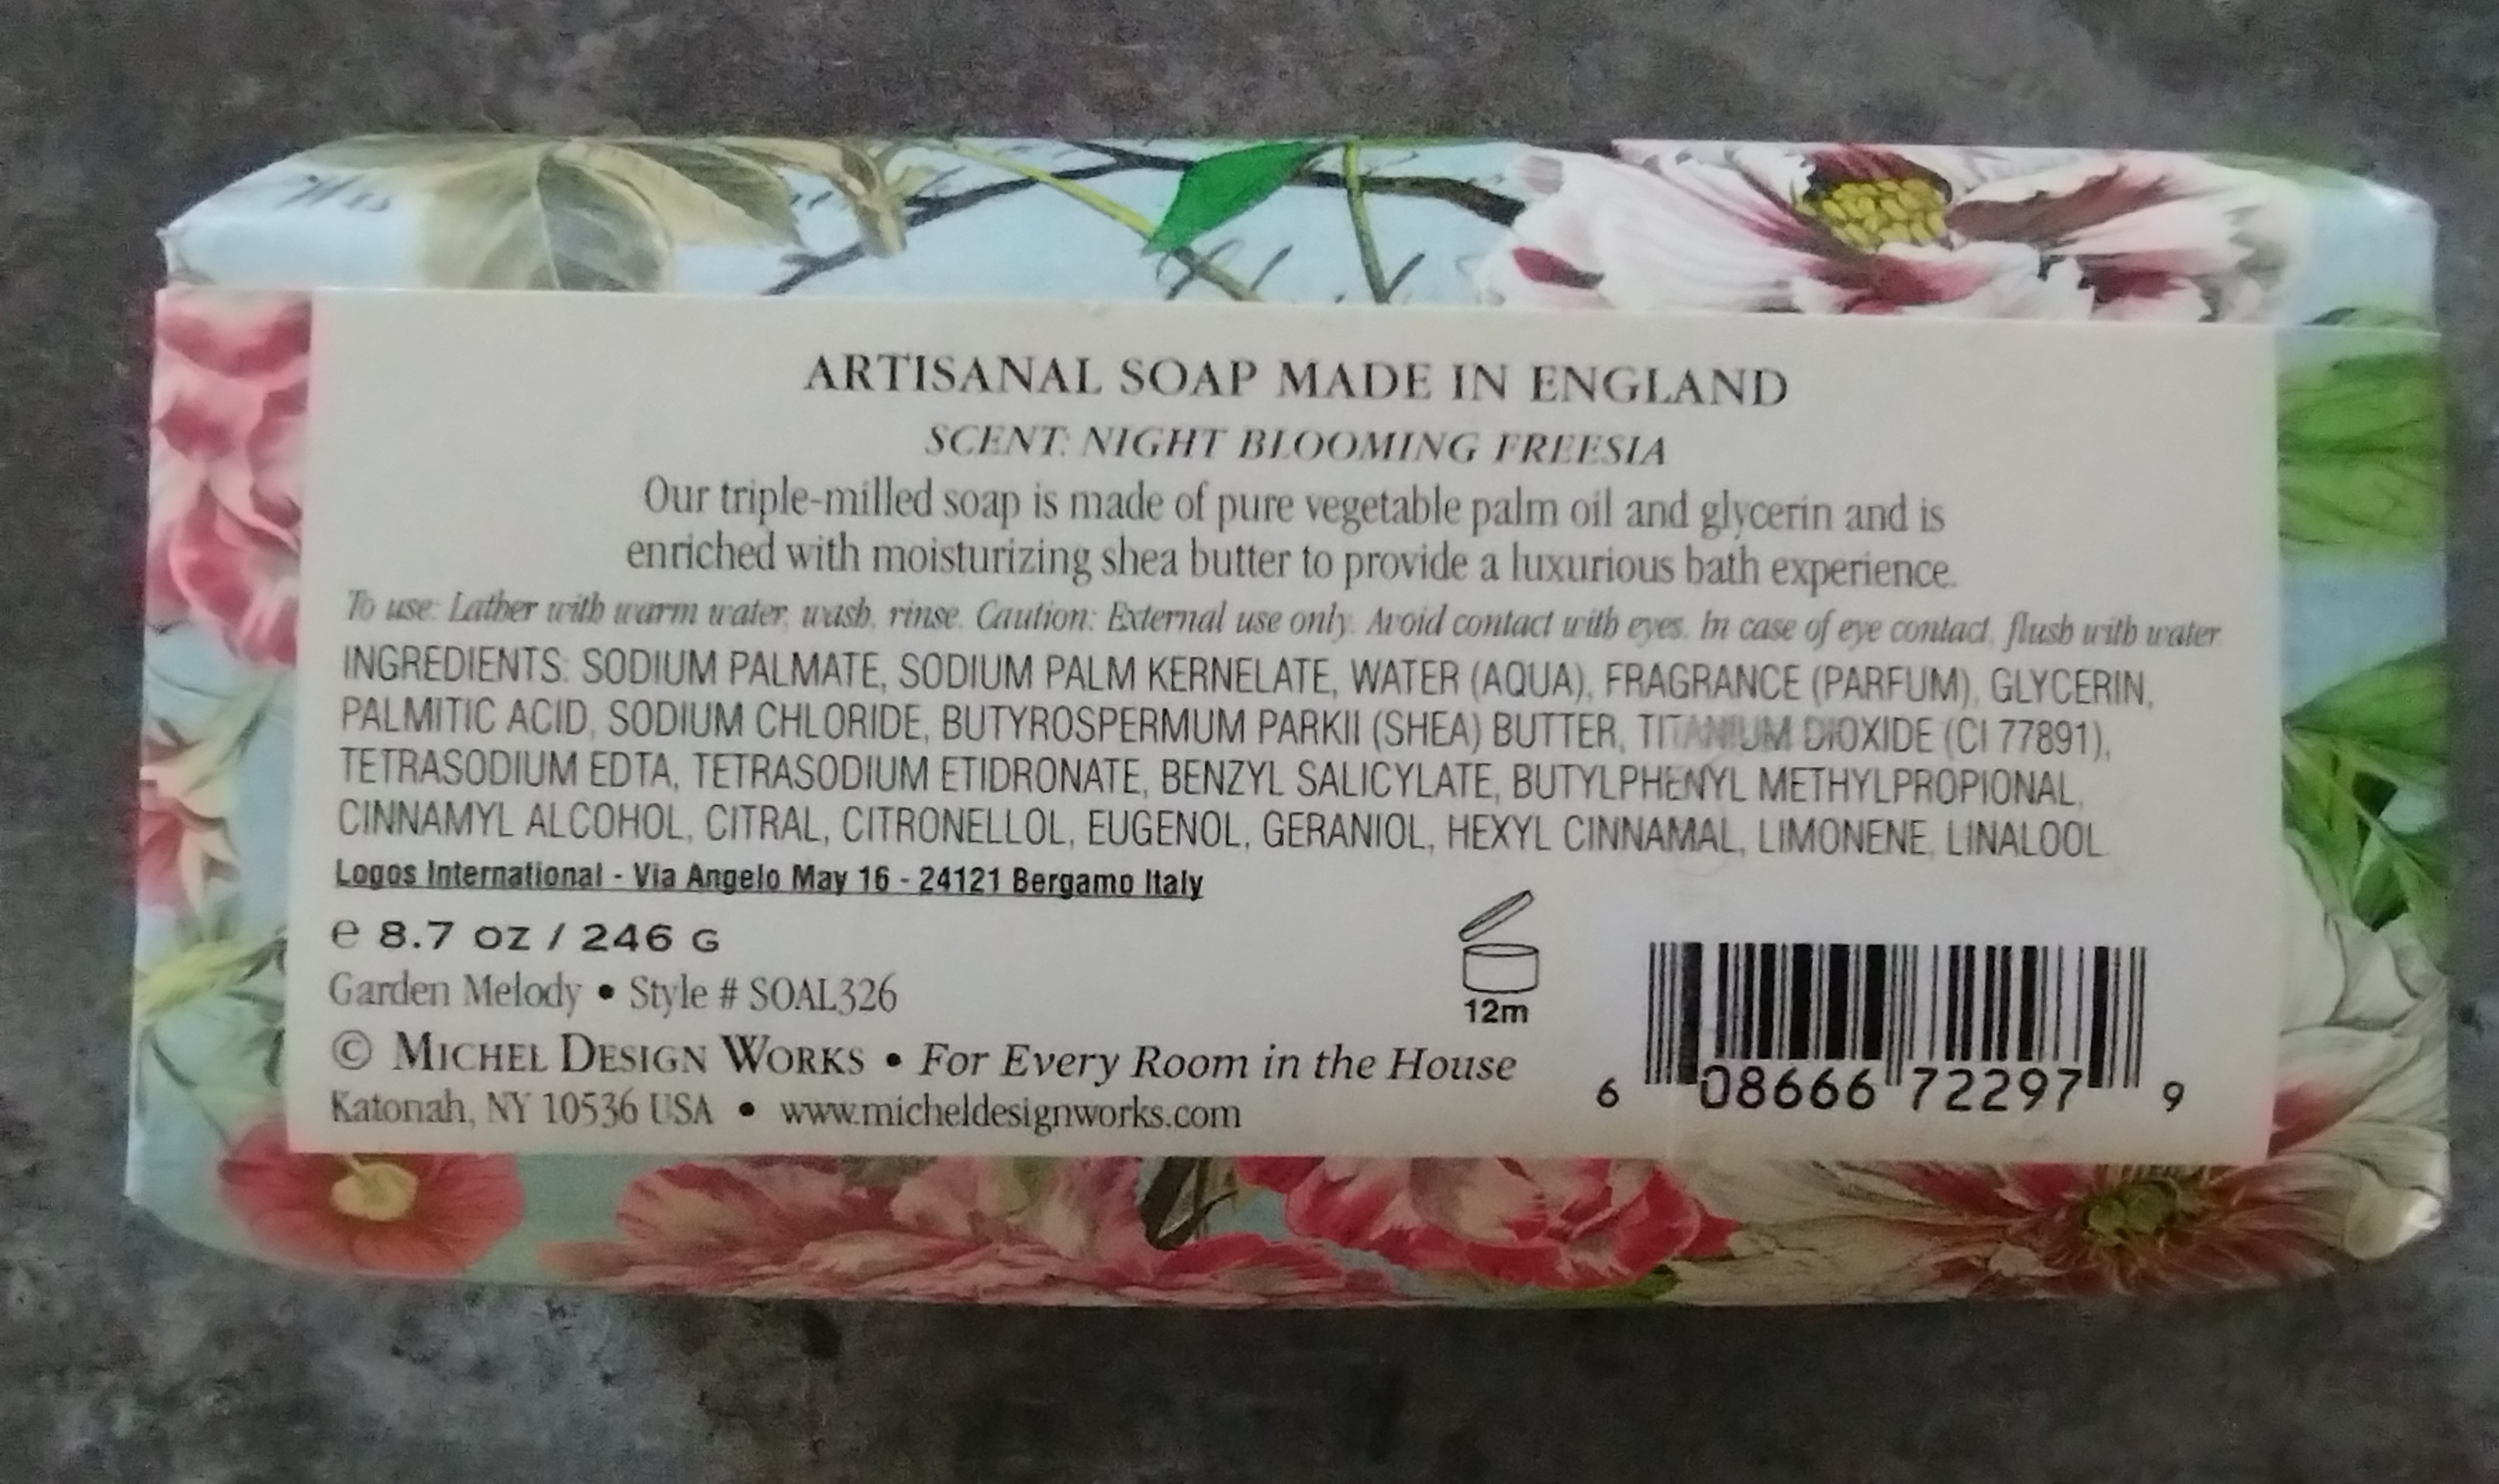 ARTISANAL SOAP MADE IN ENGLAND
SCENT: NIGHT BLOOMING FREESIA
Our triple-milled soap is made of pure vegetable palm oil and glycerin and is
enriched with moisturizing shea butter to provide a luxurious bath experience.
To use: Lather with warm water, wash, rinse. Caution: External use only. Avoid contact with eyes. In case of eye contact, flush with water.
INGREDIENTS: SODIUM PALMATE, SODIUM PALM KERNELATE, WATER (AQUA), FRAGRANCE (PARFUM), GLYCERIN,
PALMITIC ACID, SODIUM CHLORIDE, BUTYROSPERMUM PARKII (SHEA) BUTTER, TITANIUM DIOXIDE (CI 77891),
TETRASODIUM EDTA, TETRASODIUM ETIDRONATE, BENZYL SALICYLATE, BUTYLPHENYL METHYLPROPIONAL,
CINNAMYL ALCOHOL, CITRAL, CITRONELLOL, EUGENOL, GERANIOL, HEXYL CINNAMAL, LIMONENE, LINALOOL.
Logos International - Via Angelo May 16 - 24121 Bergamo Italy
℮ 8.7 OZ / 246 G
12m
Garden Melody • Style # SOAL326
© MICHEL DESIGN WORKS • For Every Room in the House
Katonah, NY 10536 USA • www.micheldesignworks.com
6 08666 72297 9